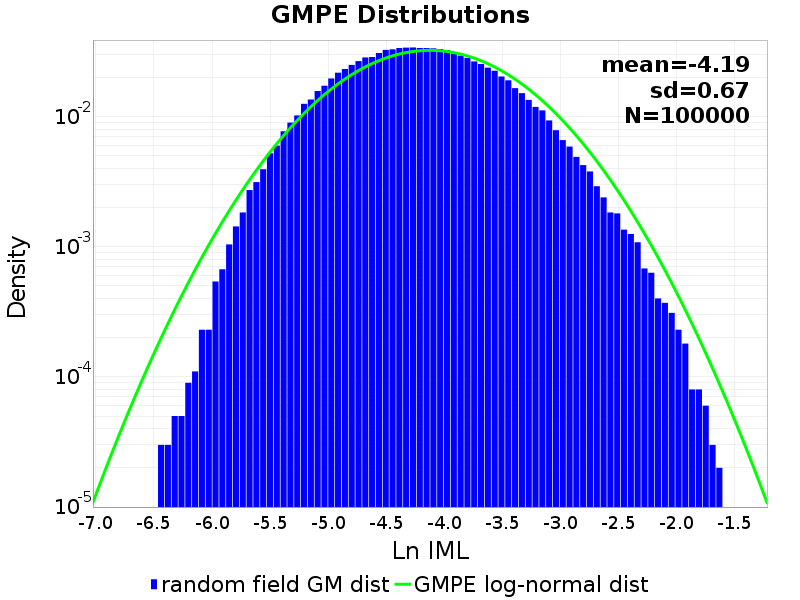 GMPE Distributions
mean=-4.19
sd=0.67
N=100000
10-2
10-3
10-4
10-5
Density
-7.0 -6.5 -6.0 -5.5 -5.0 -4.5 -4.0 -3.5 -3.0 -2.5 -2.0 -1.5
Ln IML
random field GM dist GMPE log-normal dist